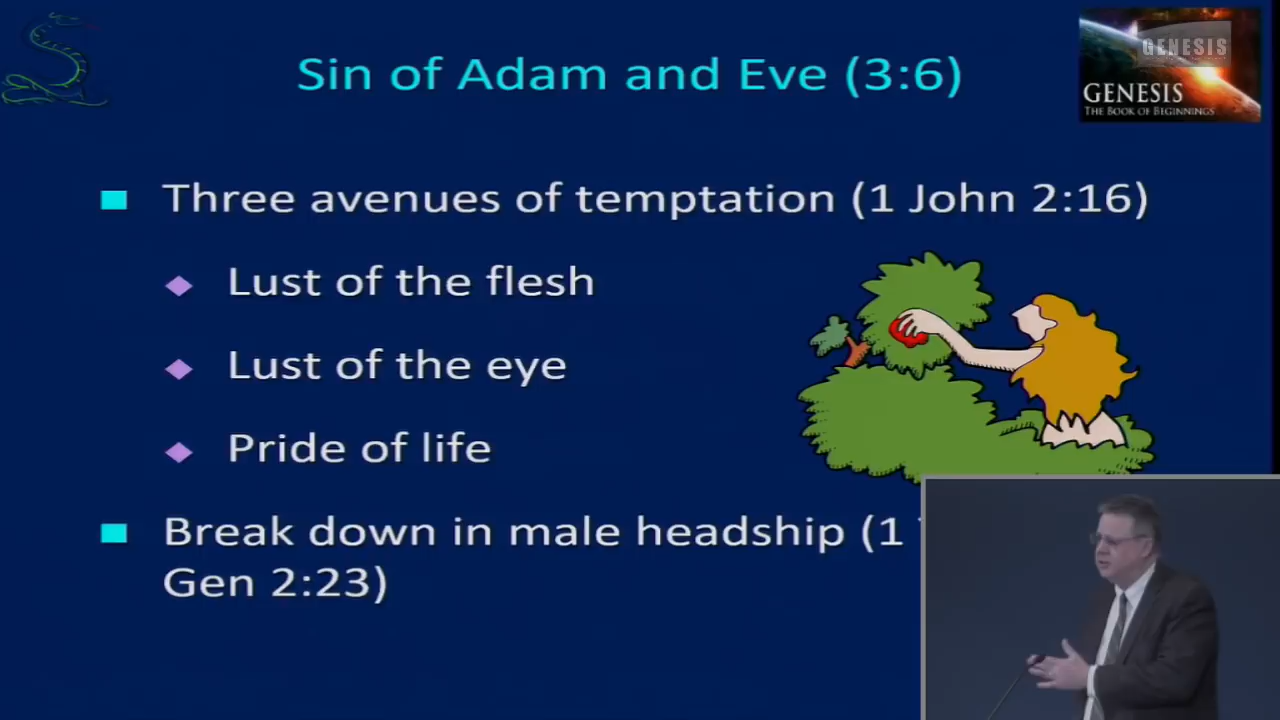 Sin of Adam and Eve (3:6)
GENESIS
GENESIS
THE BOOK OF BEGINNINGS
Three avenues of temptation (1 John 2:16)
Lust of the flesh
Lust of the eye
Pride of life
Break down in male headship (1
Gen 2:23)